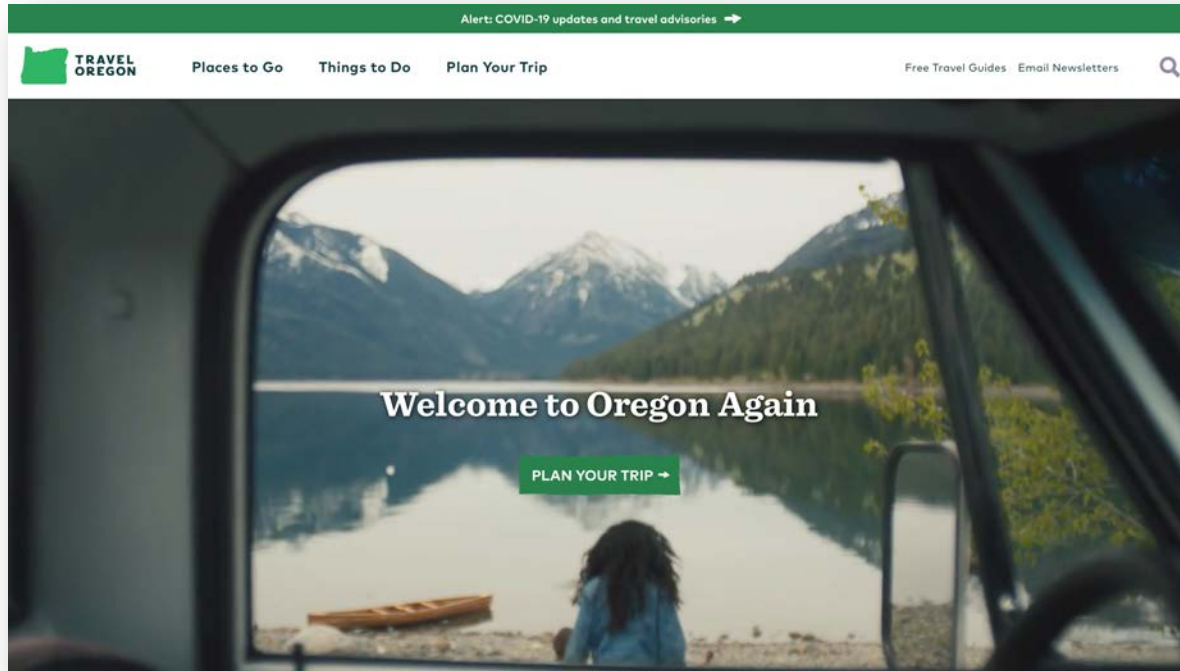 Alert: COVID-19 updates and travel advisories
TRAVEL
OREGON
Places to Go
Things to Do
Plan Your Trip
Free Travel Guides
Email Newsletters
Welcome to Oregon Again
PLAN YOUR TRIP